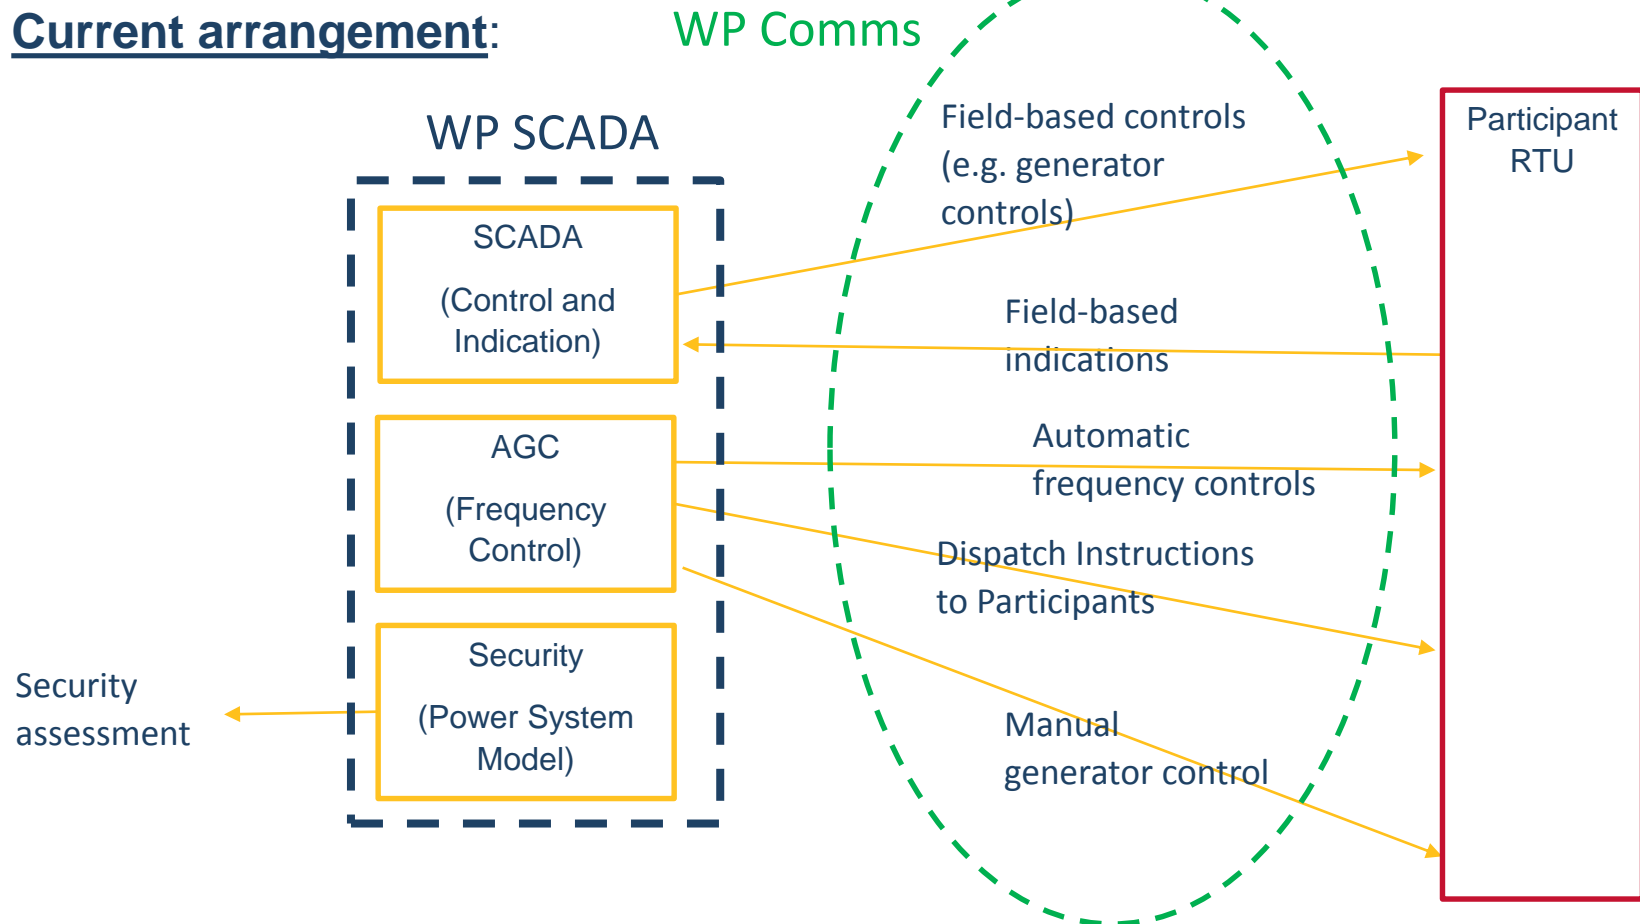 Current arrangement:
WP Comms
WP SCADA
SCADA
(Control and
Indication)
AGC
(Frequency
Control)
Security
(Power System
Model)
Security
assessment
Field-based controls
(e.g. generator
controls)
Field-based
indications
Automatic
frequency controls
Dispatch Instructions
to Participants
Manual
generator control
Participant
RTU